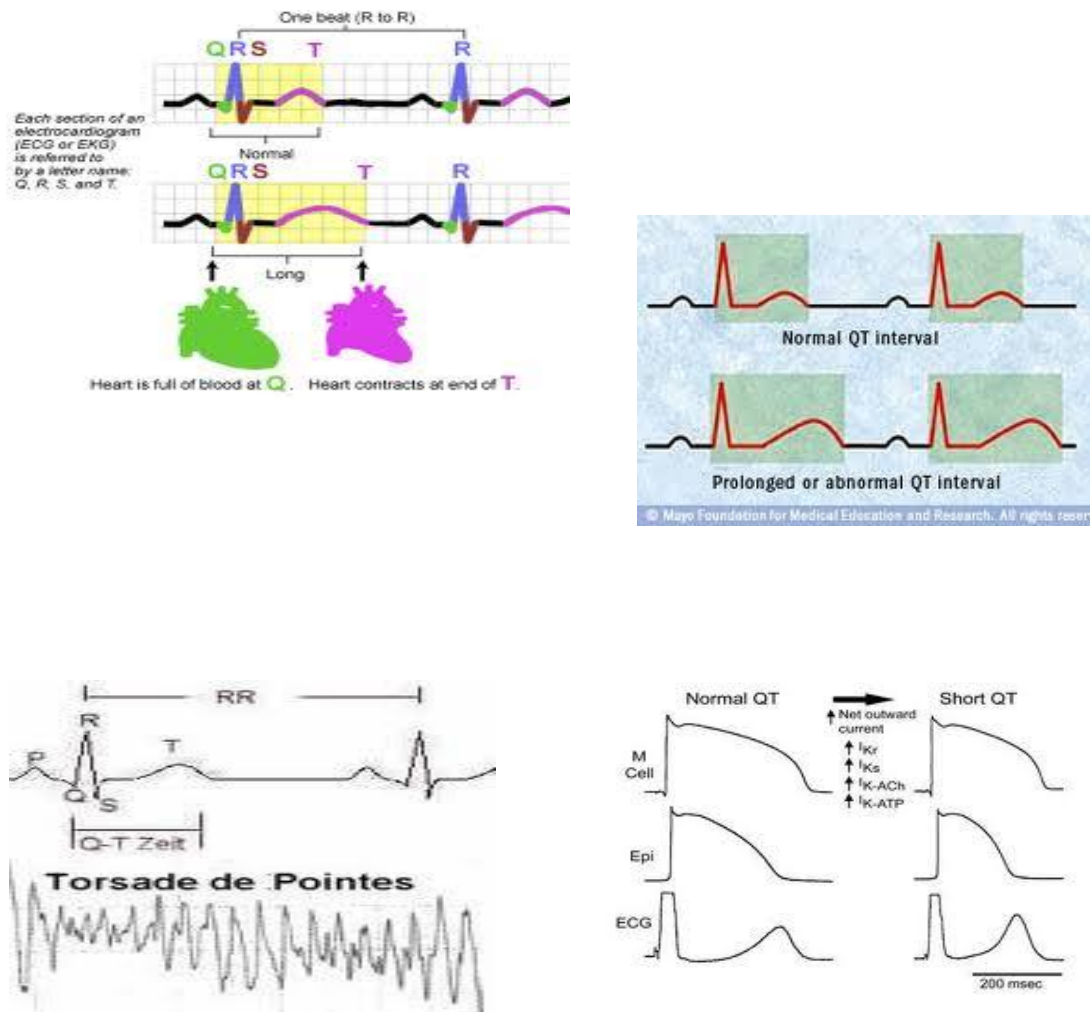 One beat (R to R)
Q R S T R
Each section of an
electrocardiogram
(ECG or EKG)
is referred to
by a letter name:
Q, R, S, and T.
Normal
Q R S T R
Long
Heart is full of blood at Q. Heart contracts at end of T.
Normal QT interval
Prolonged or abnormal QT interval
© Mayo Foundation for Medical Education and Research. All rights reser
RR
R
P
T
Q
S
Q-T Zeit
Torsade de Pointes
Normal QT
Short QT
↑ Net outward
current
↑ IKr
↑ IKs
↑ IK-ACh
↑ IK-ATP
M
Cell
Epi
ECG
200 msec